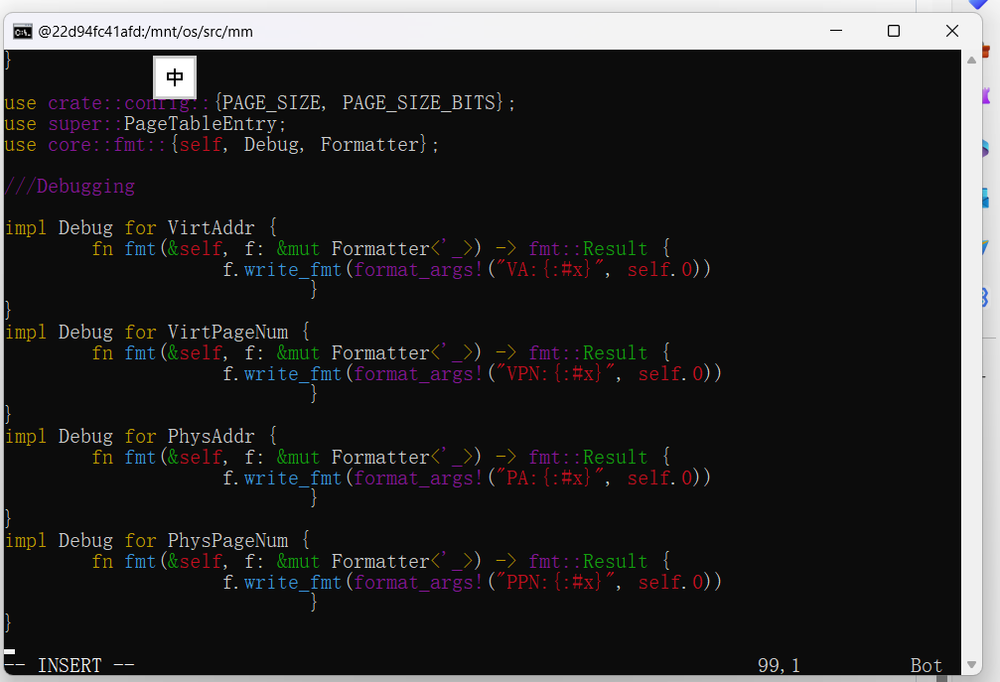 @22d94fc41afd:/mnt/os/src/mm
}
中
use crate::config::{PAGE_SIZE, PAGE_SIZE_BITS};
use super::PageTableEntry;
use core::fmt::{self, Debug, Formatter};
///Debugging
impl Debug for VirtAddr {
fn fmt(&self, f: &mut Formatter<'_>) -> fmt::Result {
f.write_fmt(format_args!("VA:{:#x}", self.0))
}
}
impl Debug for VirtPageNum {
fn fmt(&self, f: &mut Formatter<'_>) -> fmt::Result {
f.write_fmt(format_args!("VPN:{:#x}", self.0))
}
}
impl Debug for PhysAddr {
fn fmt(&self, f: &mut Formatter<'_>) -> fmt::Result {
f.write_fmt(format_args!("PA:{:#x}", self.0))
}
}
impl Debug for PhysPageNum {
fn fmt(&self, f: &mut Formatter<'_>) -> fmt::Result {
f.write_fmt(format_args!("PPN:{:#x}", self.0))
}
}
-- INSERT -- 99,1 Bot